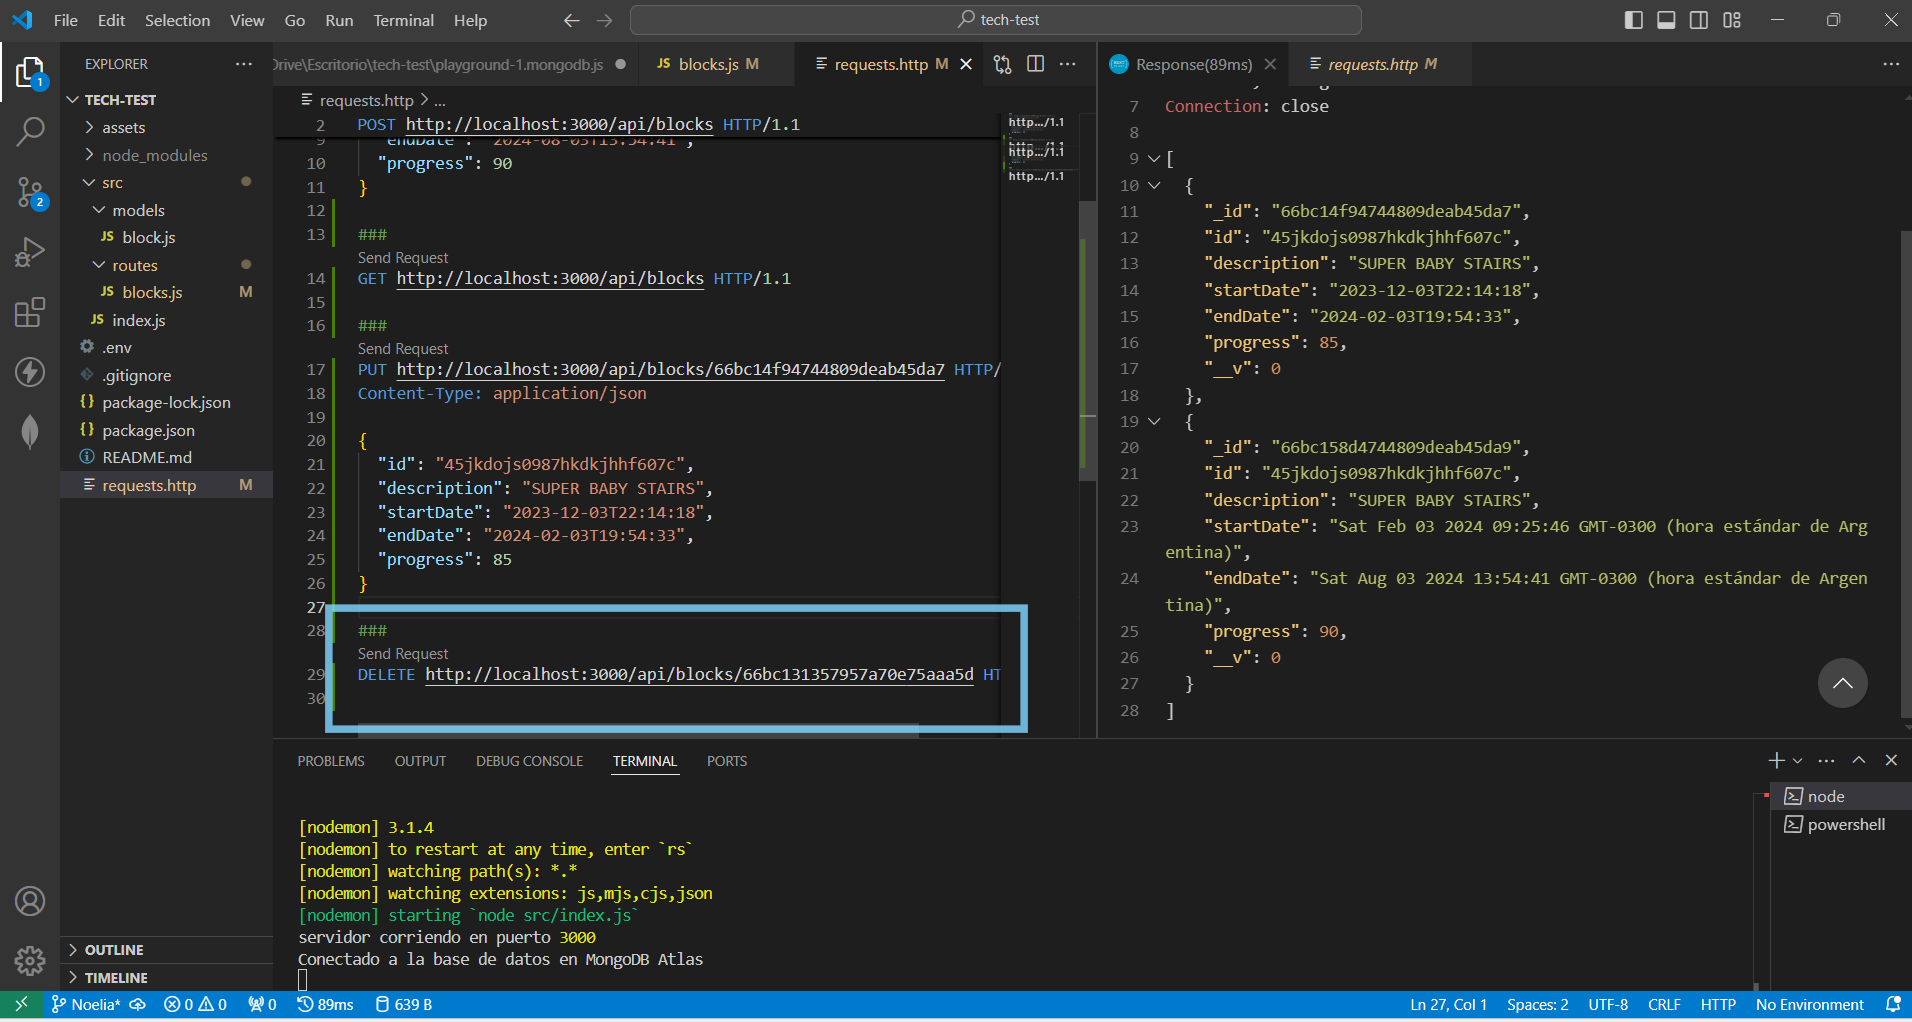 File Edit Selection View Go Run Terminal Help
tech-test
EXPLORER
TECH-TEST
assets
node_modules
src
models
JS block.js
routes
JS blocks.js M
JS index.js
.env
.gitignore
{} package-lock.json
{} package.json
README.md
requests.http M
OUTLINE
TIMELINE
1
2
Drive\Escritorio\tech-test\playground-1.mongodb.js
JS blocks.js M
requests.http M
requests.http > ...
2 POST http://localhost:3000/api/blocks HTTP/1.1
9 "endDate": "2024-08-03T13:54:41",
10 "progress": 90
11 }
12
13 ###
Send Request
14 GET http://localhost:3000/api/blocks HTTP/1.1
15
16 ###
Send Request
17 PUT http://localhost:3000/api/blocks/66bc14f94744809deab45da7 HTTP/
18 Content-Type: application/json
19
20 {
21 "id": "45jkdojs0987hkdkjhhf607c",
22 "description": "SUPER BABY STAIRS",
23 "startDate": "2023-12-03T22:14:18",
24 "endDate": "2024-02-03T19:54:33",
25 "progress": 85
26 }
27
28 ###
Send Request
29 DELETE http://localhost:3000/api/blocks/66bc131357957a70e75aaa5d HT
30
http.../1.1
http.../1.1
http.../1.1
http.../1.1
Response(89ms)
requests.http M
7 Connection: close
8
9 [
10 {
11 "_id": "66bc14f94744809deab45da7",
12 "id": "45jkdojs0987hkdkjhhf607c",
13 "description": "SUPER BABY STAIRS",
14 "startDate": "2023-12-03T22:14:18",
15 "endDate": "2024-02-03T19:54:33",
16 "progress": 85,
17 "__v": 0
18 },
19 {
20 "_id": "66bc158d4744809deab45da9",
21 "id": "45jkdojs0987hkdkjhhf607c",
22 "description": "SUPER BABY STAIRS",
23 "startDate": "Sat Feb 03 2024 09:25:46 GMT-0300 (hora estándar de Arg
entina)",
24 "endDate": "Sat Aug 03 2024 13:54:41 GMT-0300 (hora estándar de Argen
tina)",
25 "progress": 90,
26 "__v": 0
27 }
28 ]
PROBLEMS OUTPUT DEBUG CONSOLE TERMINAL PORTS
[nodemon] 3.1.4
[nodemon] to restart at any time, enter `rs`
[nodemon] watching path(s): *.*
[nodemon] watching extensions: js,mjs,cjs,json
[nodemon] starting `node src/index.js`
servidor corriendo en puerto 3000
Conectado a la base de datos en MongoDB Atlas
node
powershell
Noelia* 0 0 0 89ms 639 B
Ln 27, Col 1 Spaces: 2 UTF-8 CRLF HTTP No Environment